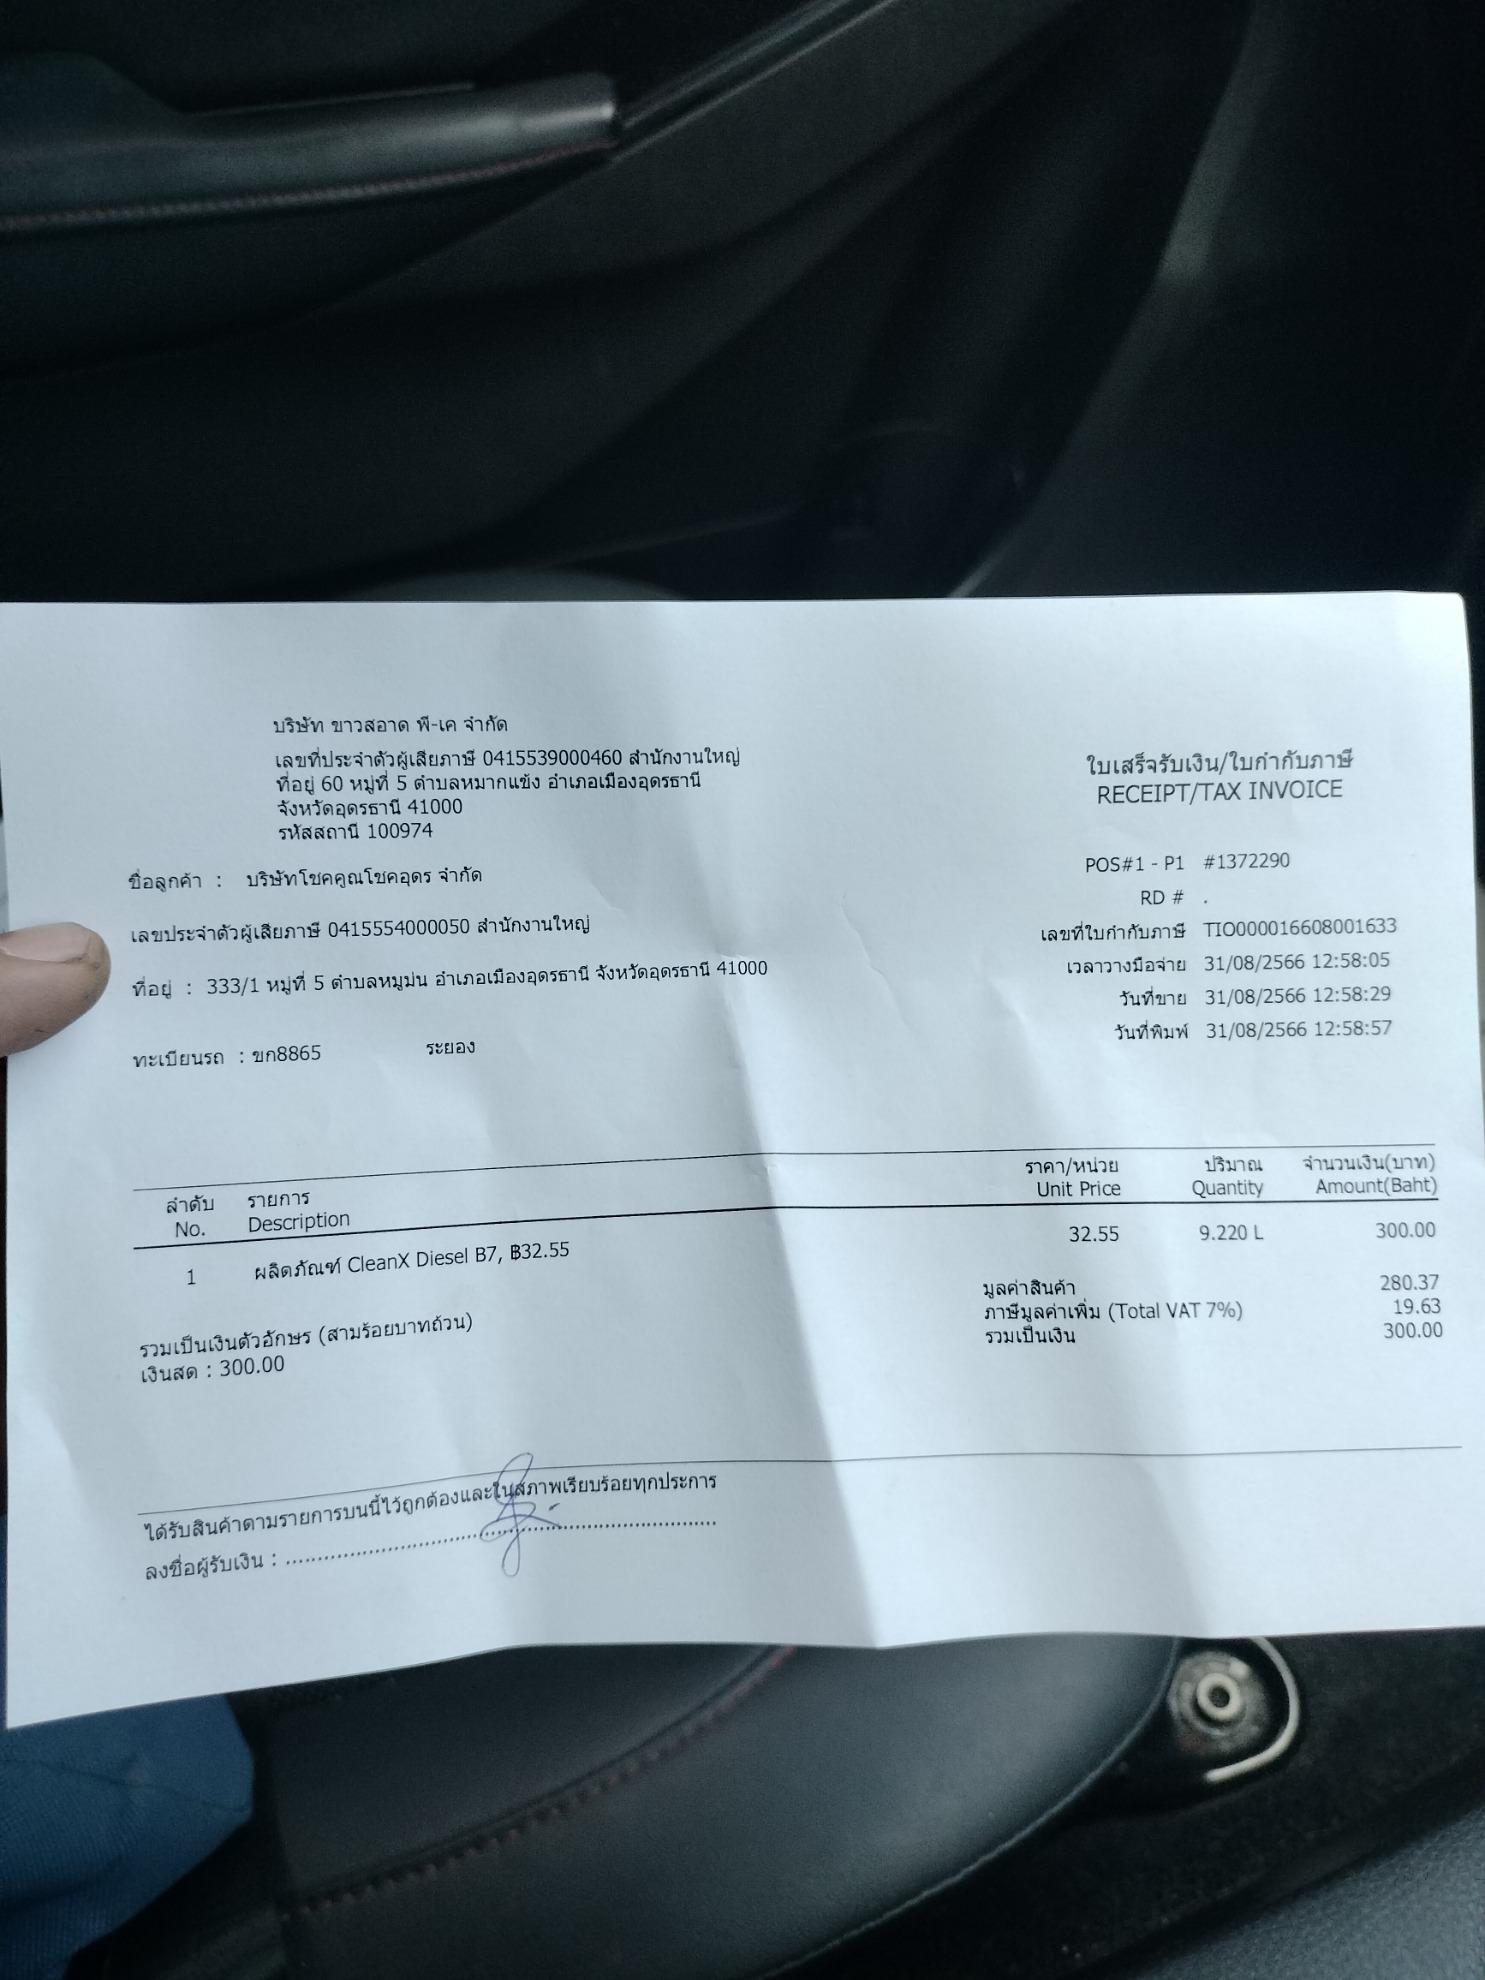 บริษัท ขาวสอาด พี-เค จำกัด
เลขที่ประจำตัวผู้เสียภาษี 0415539000460 สำนักงานใหญ่
ที่อยู่ 60 หมู่ที่ 5 ตำบลหมากแข้ง อำเภอเมืองอุดรธานี
จังหวัดอุดรธานี 41000
รหัสสถานี 100974
ใบเสร็จรับเงิน/ใบกำกับภาษี
RECEIPT/TAX INVOICE
ชื่อลูกค้า : บริษัทโชคคูณโชคอุดร จำกัด
เลขประจำตัวผู้เสียภาษี 0415554000050 สำนักงานใหญ่
ที่อยู่ : 333/1 หมู่ที่ 5 ตำบลหมูม่น อำเภอเมืองอุดรธานี จังหวัดอุดรธานี 41000
ทะเบียนรถ : ขก8865 ระยอง
POS#1 - P1 #1372290
RD # .
เลขที่ใบกำกับภาษี TIO000016608001633
เวลาวางมือจ่าย 31/08/2566 12:58:05
วันที่ขาย 31/08/2566 12:58:29
วันที่พิมพ์ 31/08/2566 12:58:57
ลำดับ รายการ ราคา/หน่วย ปริมาณ จำนวนเงิน(บาท)
No. Description Unit Price Quantity Amount(Baht)
1 ผลิตภัณฑ์ CleanX Diesel B7, ฿32.55 32.55 9.220 L 300.00
มูลค่าสินค้า 280.37
ภาษีมูลค่าเพิ่ม (Total VAT 7%) 19.63
รวมเป็นเงิน 300.00
รวมเป็นเงินตัวอักษร (สามร้อยบาทถ้วน)
เงินสด : 300.00
ได้รับสินค้าตามรายการบนนี้ไว้ถูกต้องและในสภาพเรียบร้อยทุกประการ
ลงชื่อผู้รับเงิน : ........................................................